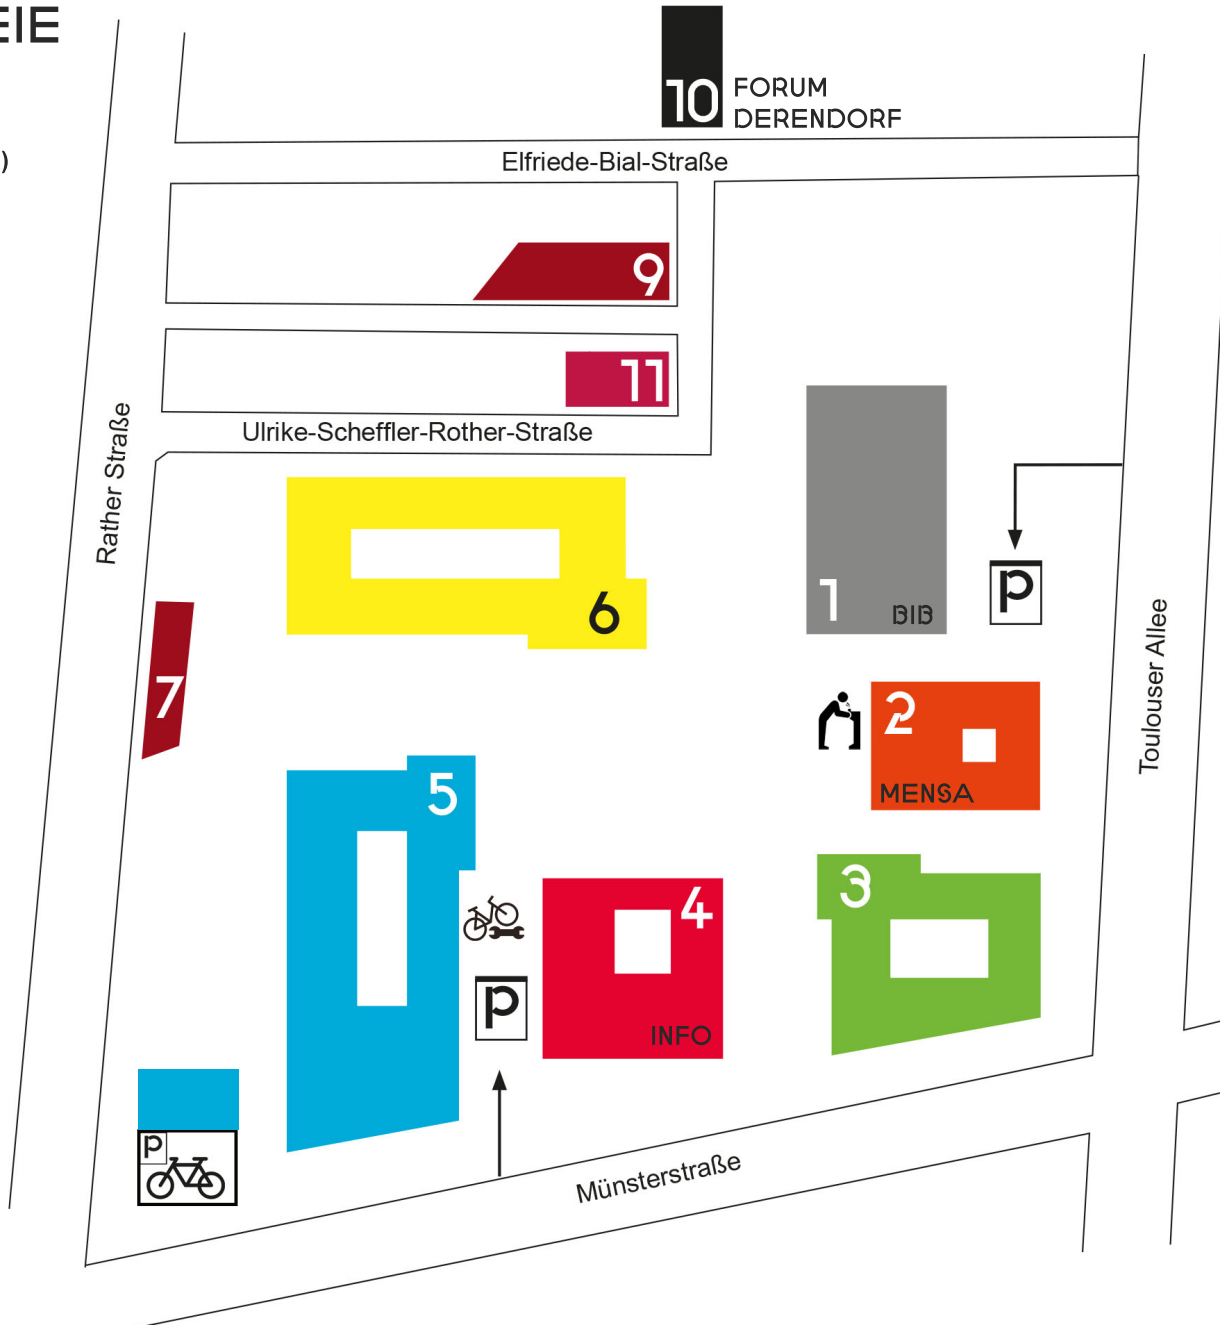 EIE
)
10
FORUM
DERENDORF
Elfriede-Bial-Straße
9
11
Ulrike-Scheffler-Rother-Straße
Rather Straße
6
1
BIB
P
7
2
MENSA
Toulouser Allee
5
3
4
INFO
P
P
Münsterstraße